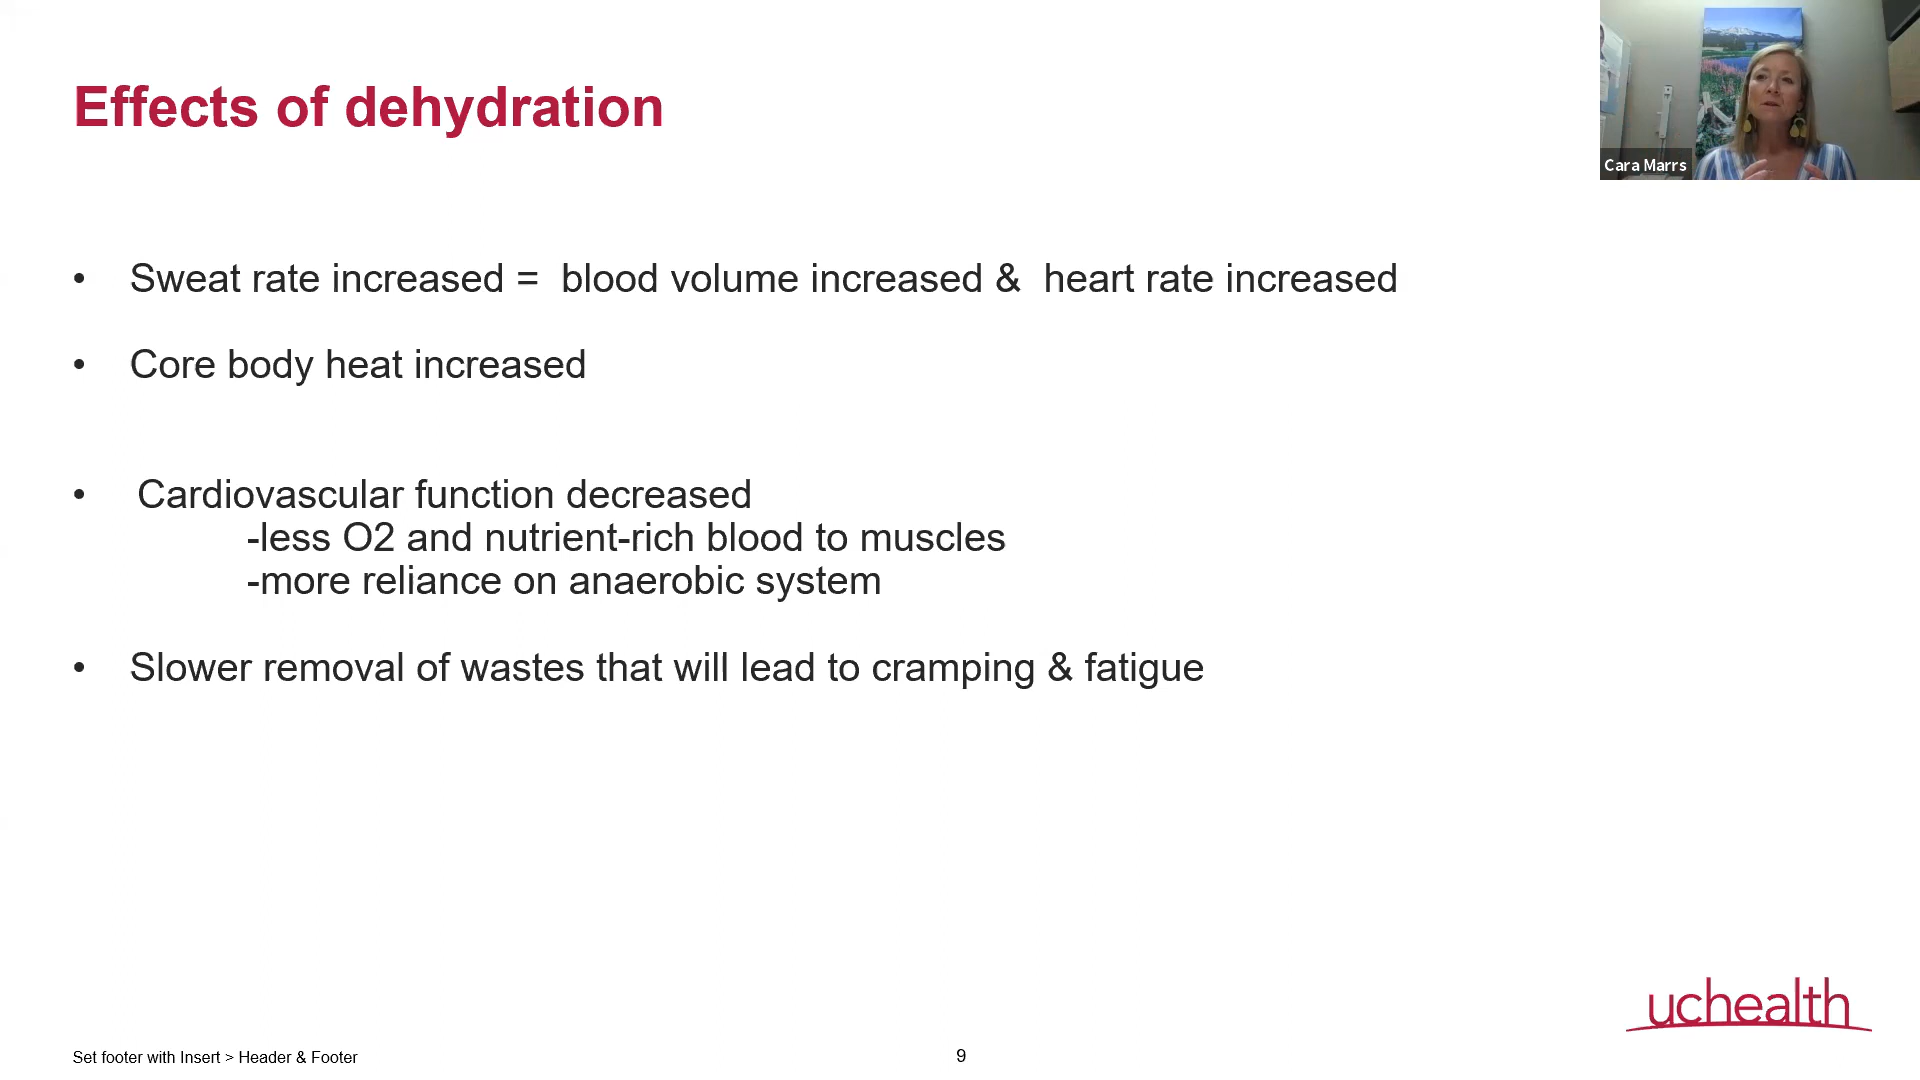 Effects of dehydration
Cara Marrs
• Sweat rate increased =  blood volume increased &  heart rate increased
• Core body heat increased
• Cardiovascular function decreased
-less O2 and nutrient-rich blood to muscles
-more reliance on anaerobic system
• Slower removal of wastes that will lead to cramping & fatigue
uchealth
Set footer with Insert > Header & Footer
9